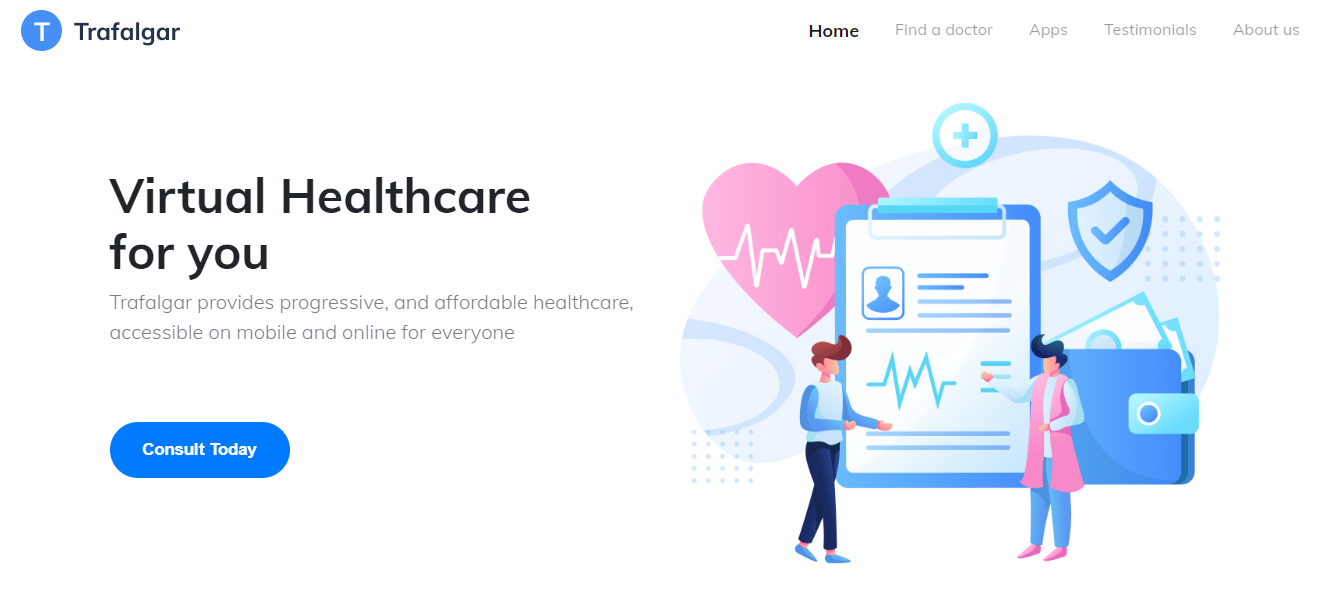 T Trafalgar
Home Find a doctor Apps Testimonials About us
Virtual Healthcare
for you
Trafalgar provides progressive, and affordable healthcare,
accessible on mobile and online for everyone
Consult Today